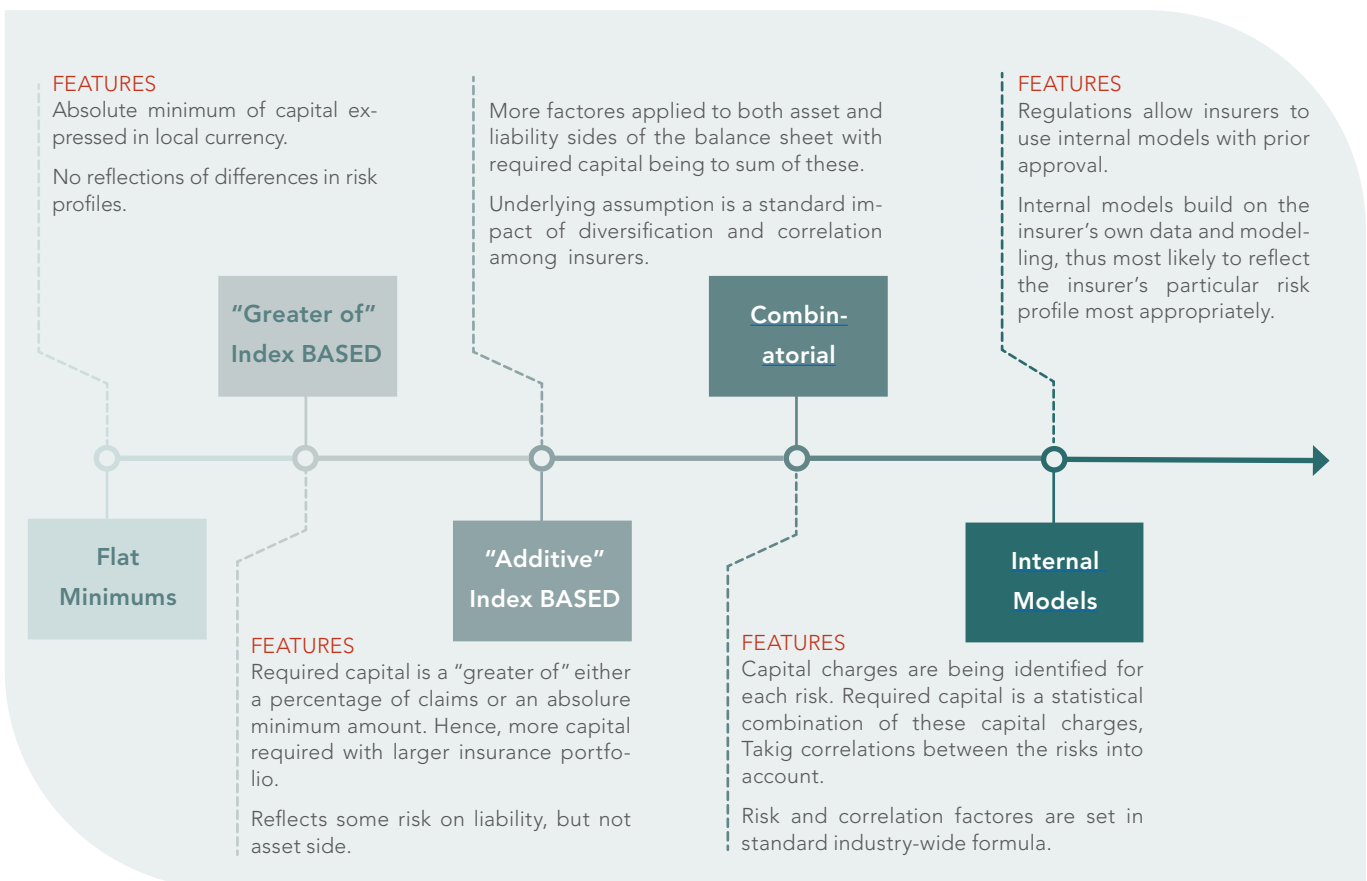 FEATURES
Absolute minimum of capital ex-
pressed in local currency.
No reflections of differences in risk
profiles.
More factores applied to both asset and
liability sides of the balance sheet with
required capital being to sum of these.
Underlying assumption is a standard im-
pact of diversification and correlation
among insurers.
FEATURES
Regulations allow insurers to
use internal models with prior
approval.
Internal models build on the
insurer's own data and model-
ling, thus most likely to reflect
the insurer's particular risk
profile most appropriately.
"Greater of"
Index BASED
Combin-
atorial
Flat
Minimums
"Additive"
Index BASED
Internal
Models
FEATURES
Required capital is a "greater of" either
a percentage of claims or an absolure
minimum amount. Hence, more capital
required with larger insurance portfo-
lio.
Reflects some risk on liability, but not
asset side.
FEATURES
Capital charges are being identified for
each risk. Required capital is a statistical
combination of these capital charges,
Takig correlations between the risks into
account.
Risk and correlation factores are set in
standard industry-wide formula.